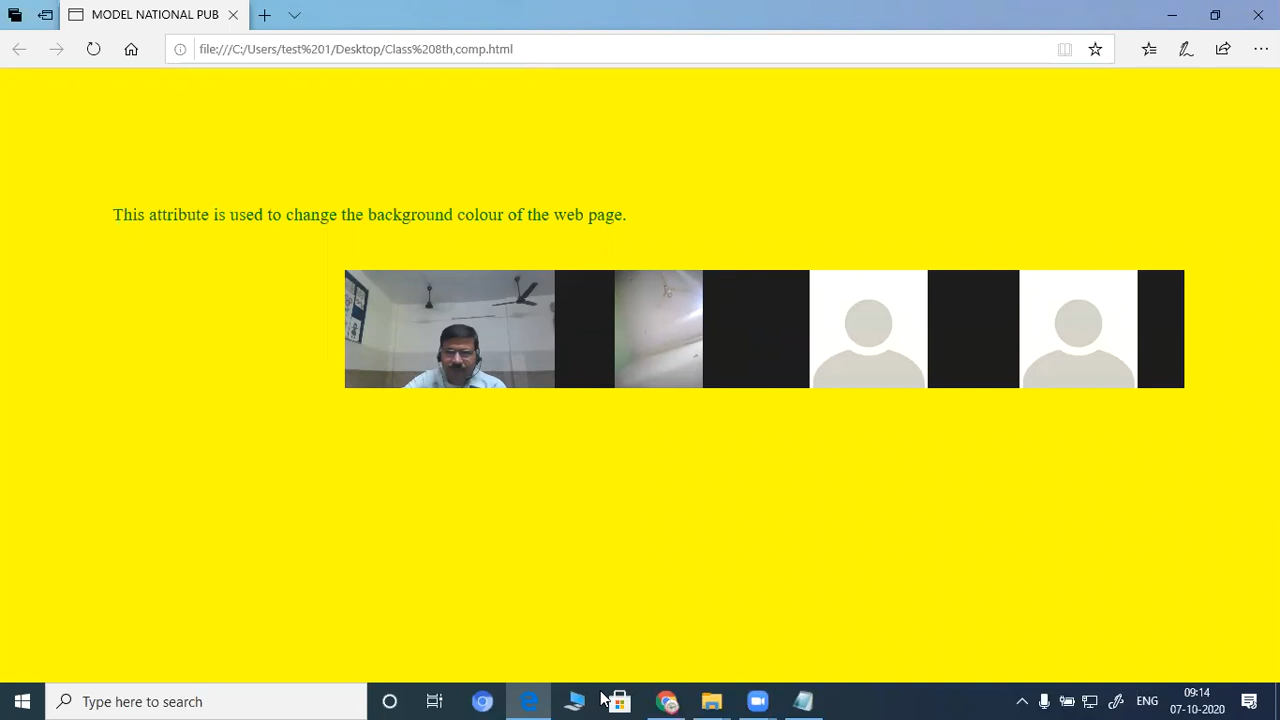 MODEL NATIONAL PUB
file:///C:/Users/test%201/Desktop/Class%208th,comp.html
This attribute is used to change the background colour of the web page.
Type here to search
ENG
09:14
07-10-2020